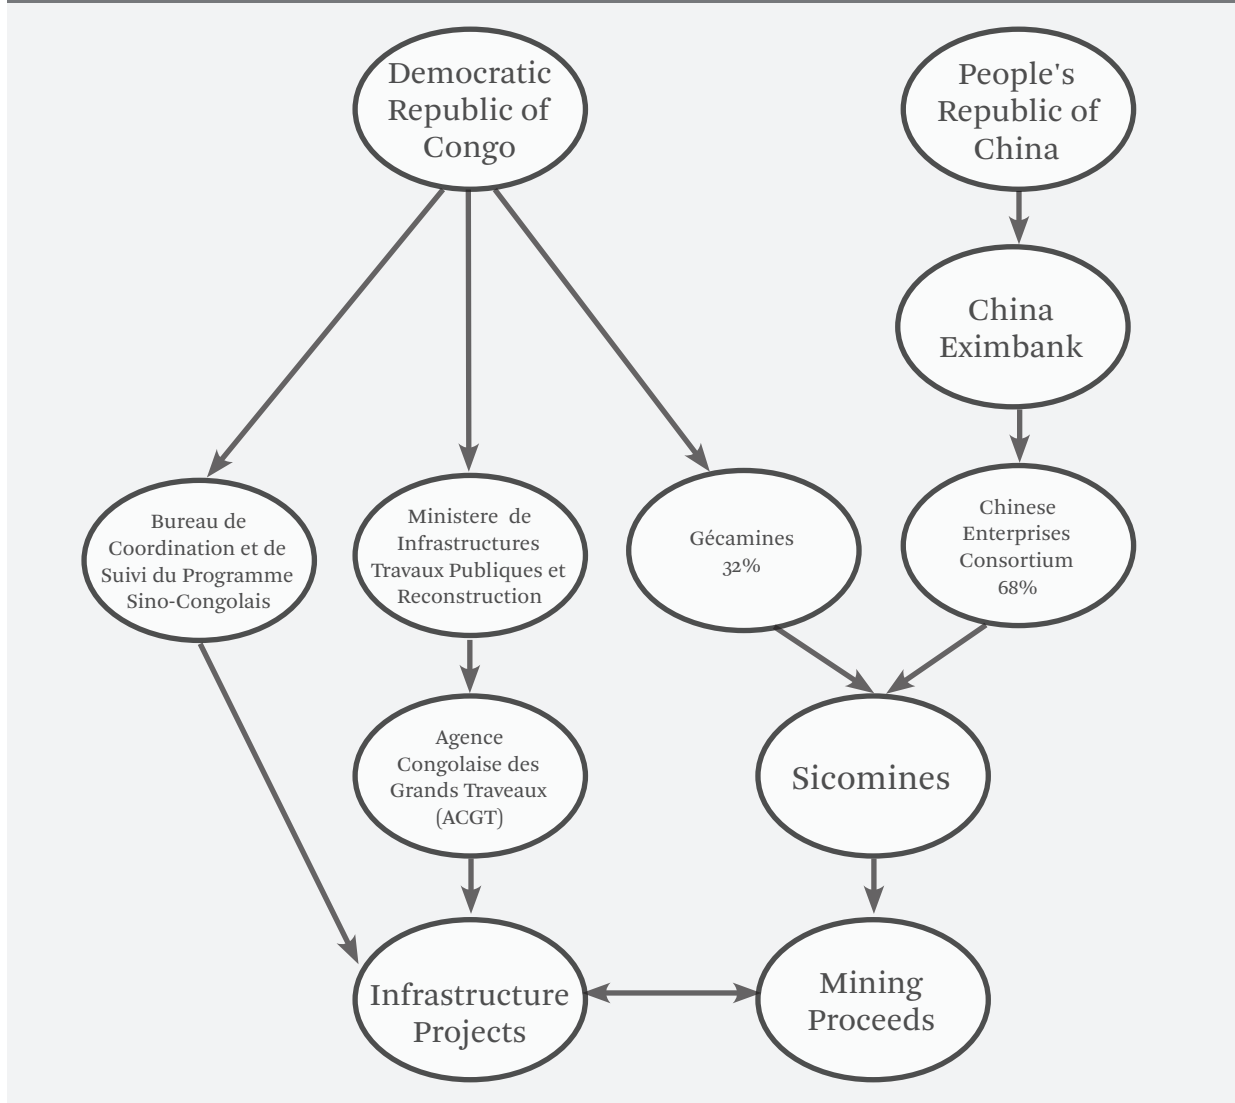 Democratic
Republic of
Congo
People's
Republic of
China
China
Eximbank
Bureau de
Coordination et de
Suivi du Programme
Sino-Congolais
Ministere de
Infrastructures
Travaux Publiques et
Reconstruction
Gécamines
32%
Chinese
Enterprises
Consortium
68%
Agence
Congolaise des
Grands Traveaux
(ACGT)
Sicomines
Infrastructure
Projects
Mining
Proceeds